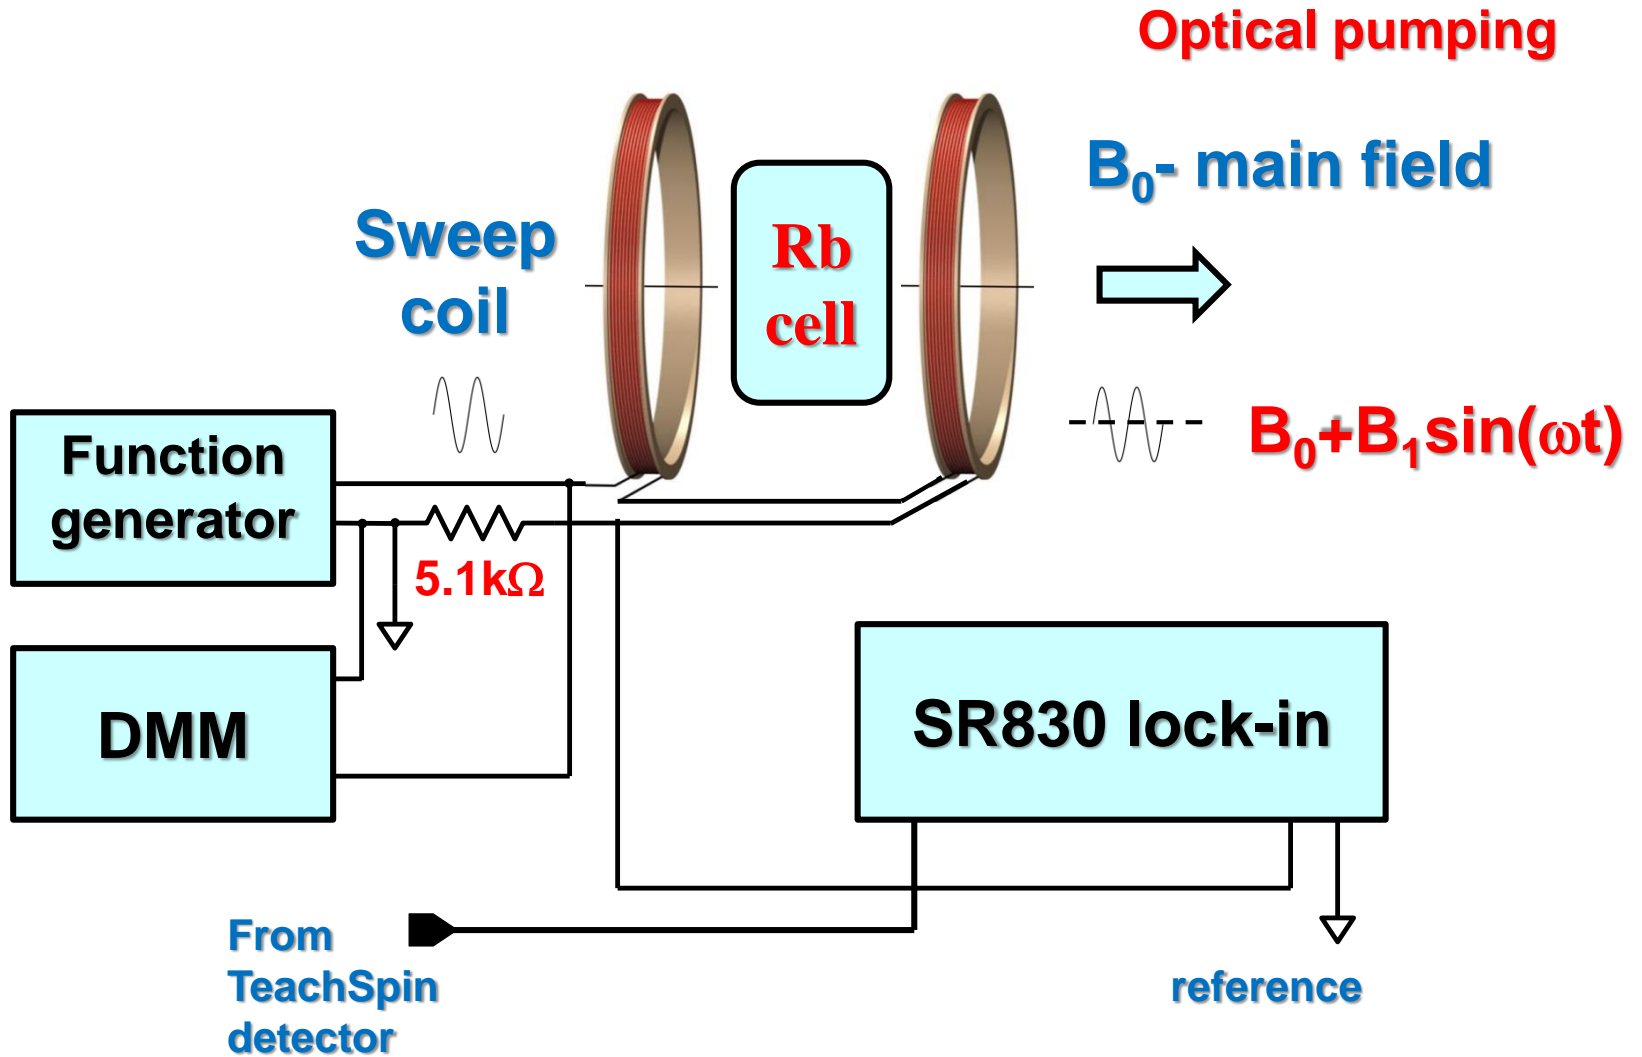 Optical pumping
B₀- main field
Sweep
coil
Rb
cell
B₀+B₁sin(ωt)
Function
generator
5.1kΩ
DMM
SR830 lock-in
From
TeachSpin
detector
reference